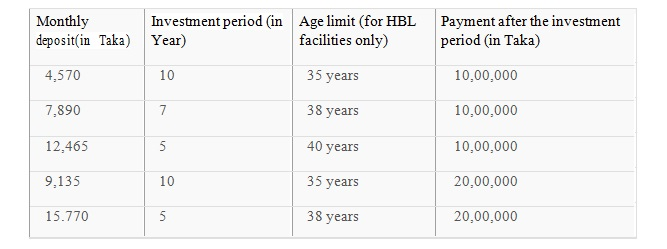 Monthly deposit(in Taka) | Investment period (in Year) | Age limit (for HBL facilities only) | Payment after the investment period (in Taka)
4,570 | 10 | 35 years | 10,00,000
7,890 | 7 | 38 years | 10,00,000
12,465 | 5 | 40 years | 10,00,000
9,135 | 10 | 35 years | 20,00,000
15.770 | 5 | 38 years | 20,00,000